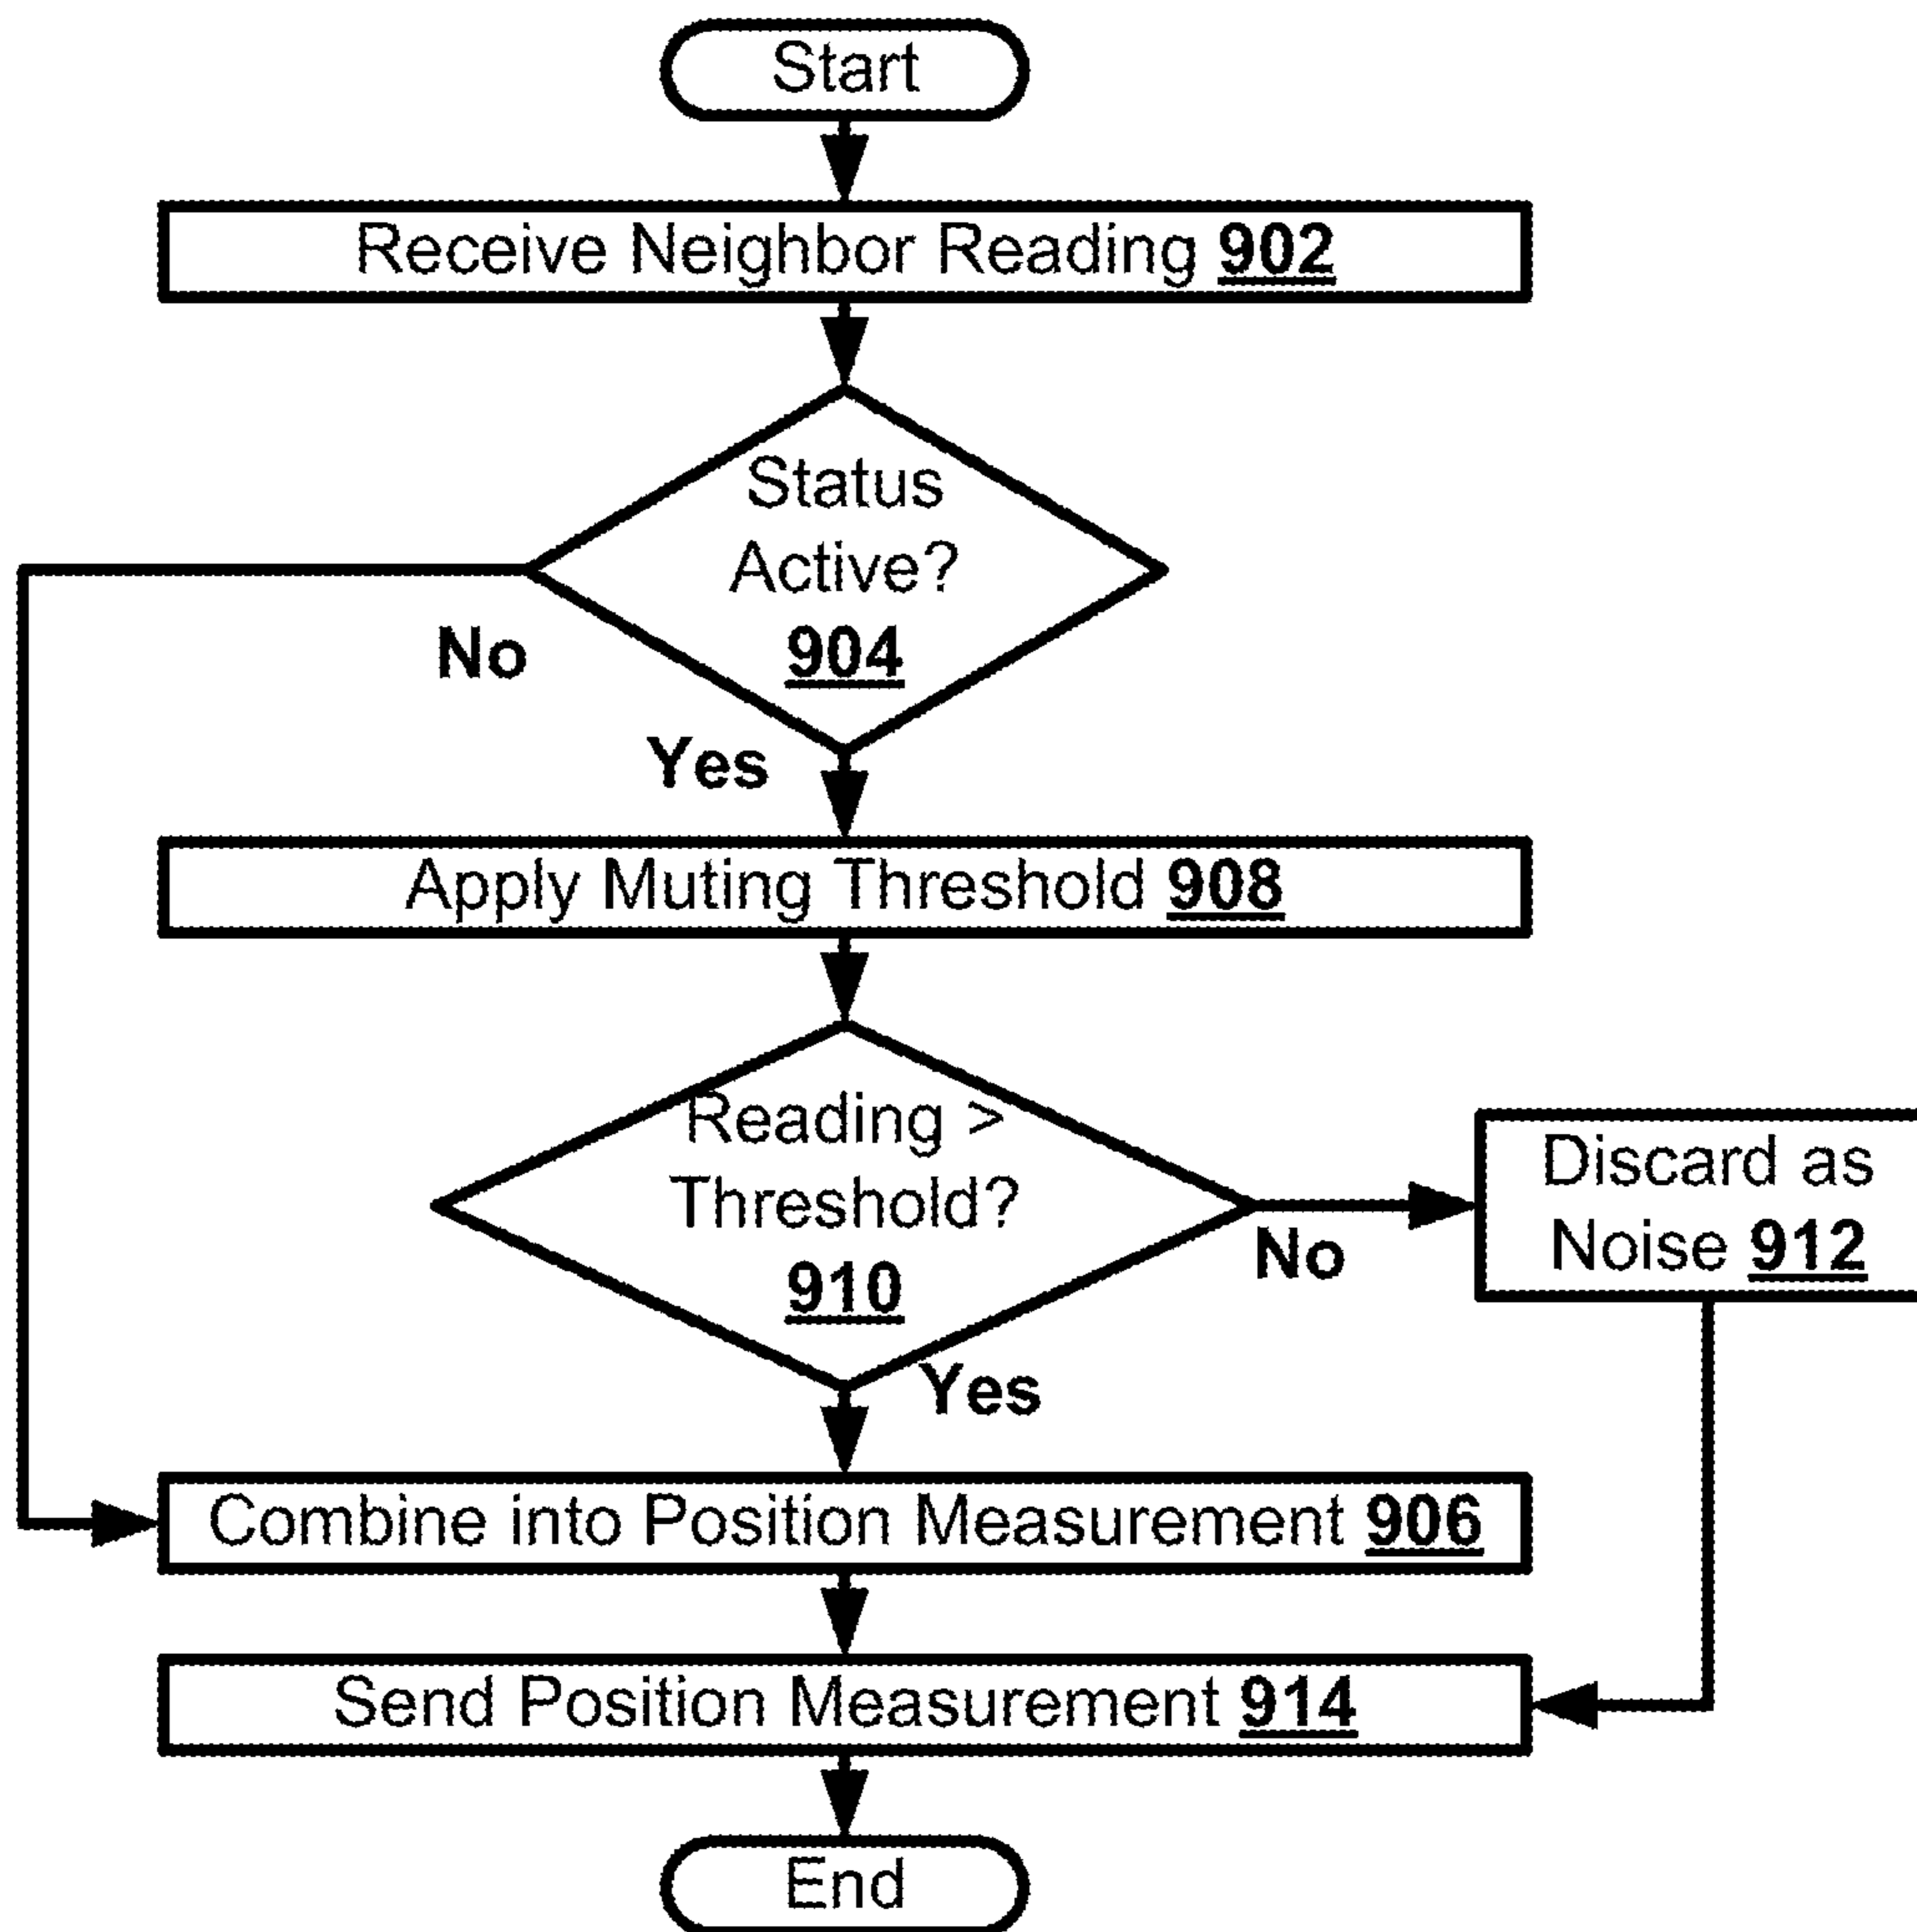 Start
Receive Neighbor Reading 902
Status
Active?
904
No
Yes
Apply Muting Threshold 908
Reading >
Threshold?
910
No
Discard as
Noise 912
Yes
Combine into Position Measurement 906
Send Position Measurement 914
End